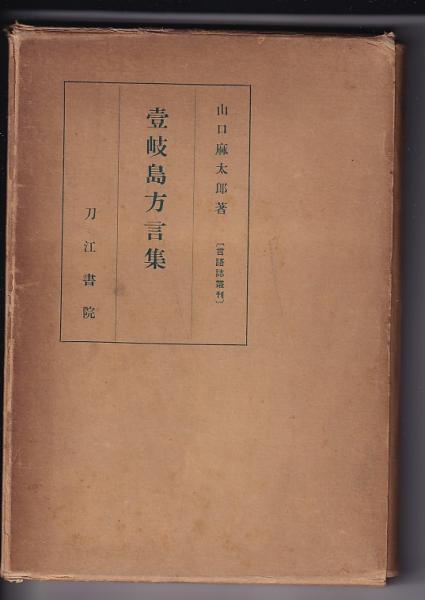 山口麻太郎著 [言語誌叢刊]
壹岐島方言集
刀江書院